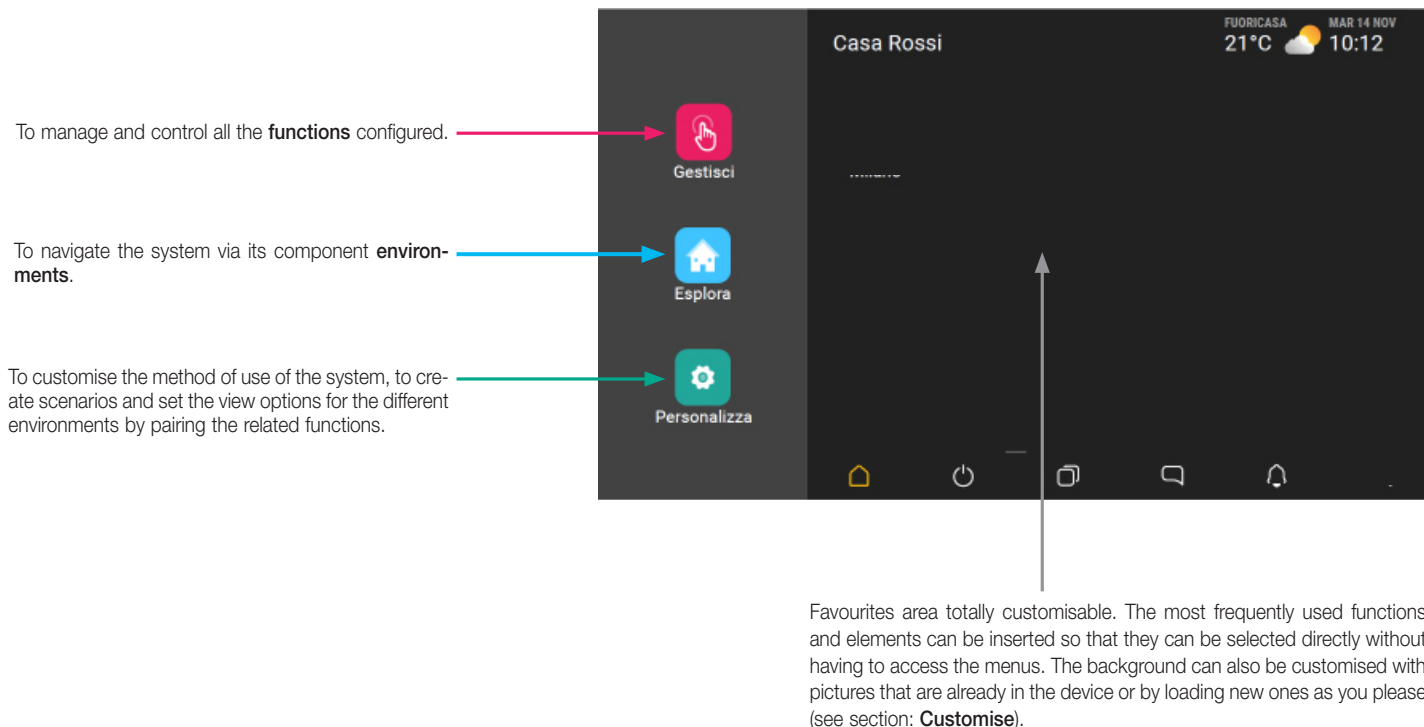 Casa Rossi
FUORICASA
21°C
MAR 14 NOV
10:12
To manage and control all the functions configured.
Gestisci
To navigate the system via its component environ-
ments.
Esplora
To customise the method of use of the system, to cre-
ate scenarios and set the view options for the different
environments by pairing the related functions.
Personalizza
Favourites area totally customisable. The most frequently used functions
and elements can be inserted so that they can be selected directly without
having to access the menus. The background can also be customised with
pictures that are already in the device or by loading new ones as you please
(see section: Customise).